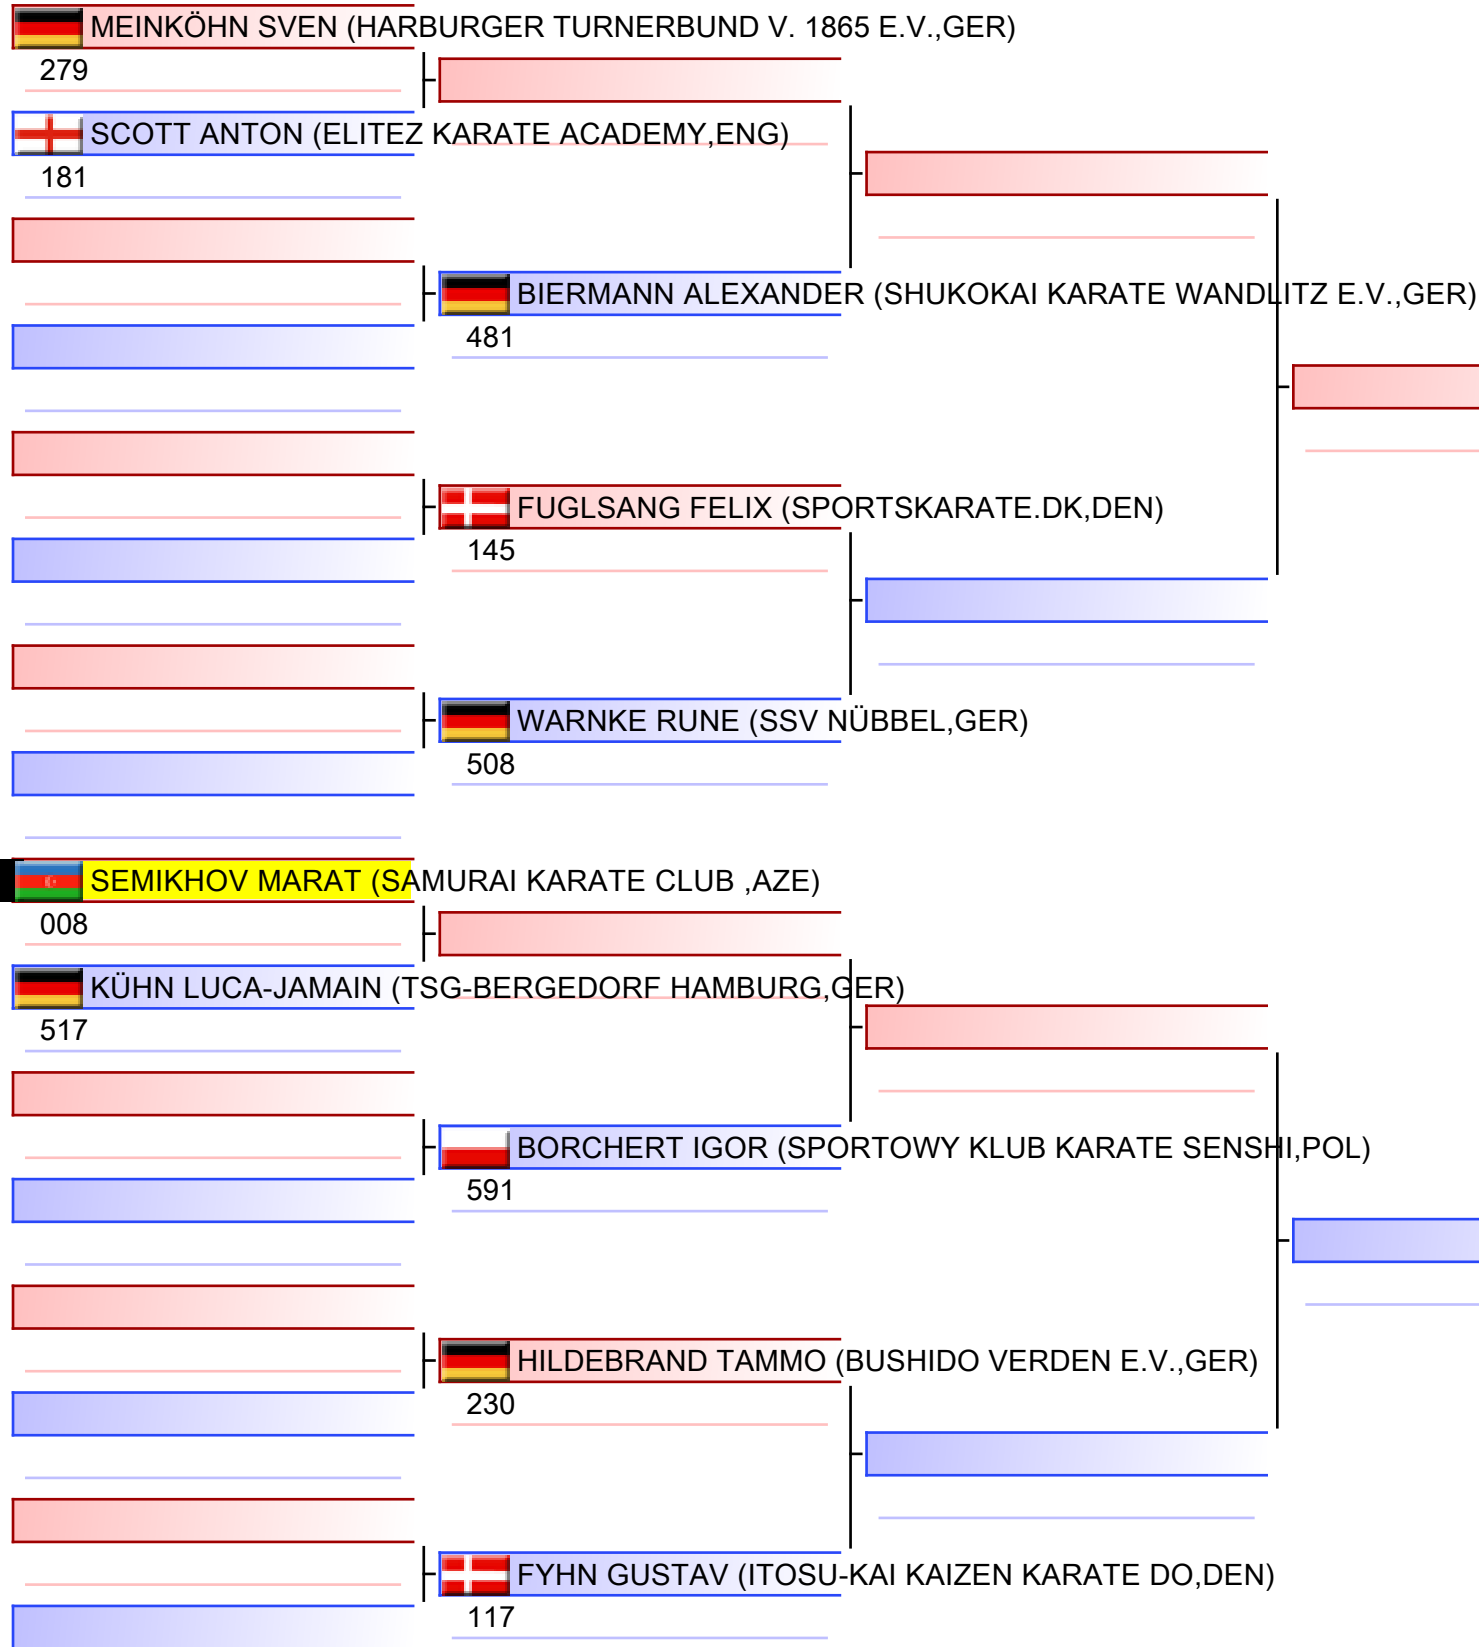 MEINKÖHN SVEN (HARBURGER TURNERBUND V. 1865 E.V.,GER)
279
SCOTT ANTON (ELITEZ KARATE ACADEMY,ENG)
181
BIERMANN ALEXANDER (SHUKOKAI KARATE WANDLITZ E.V.,GER)
481
FUGLSANG FELIX (SPORTSKARATE.DK,DEN)
145
WARNKE RUNE (SSV NÜBBEL,GER)
508
SEMIKHOV MARAT (SAMURAI KARATE CLUB ,AZE)
008
KÜHN LUCA-JAMAIN (TSG-BERGEDORF HAMBURG,GER)
517
BORCHERT IGOR (SPORTOWY KLUB KARATE SENSHI,POL)
591
HILDEBRAND TAMMO (BUSHIDO VERDEN E.V.,GER)
230
FYHN GUSTAV (ITOSU-KAI KAIZEN KARATE DO,DEN)
117